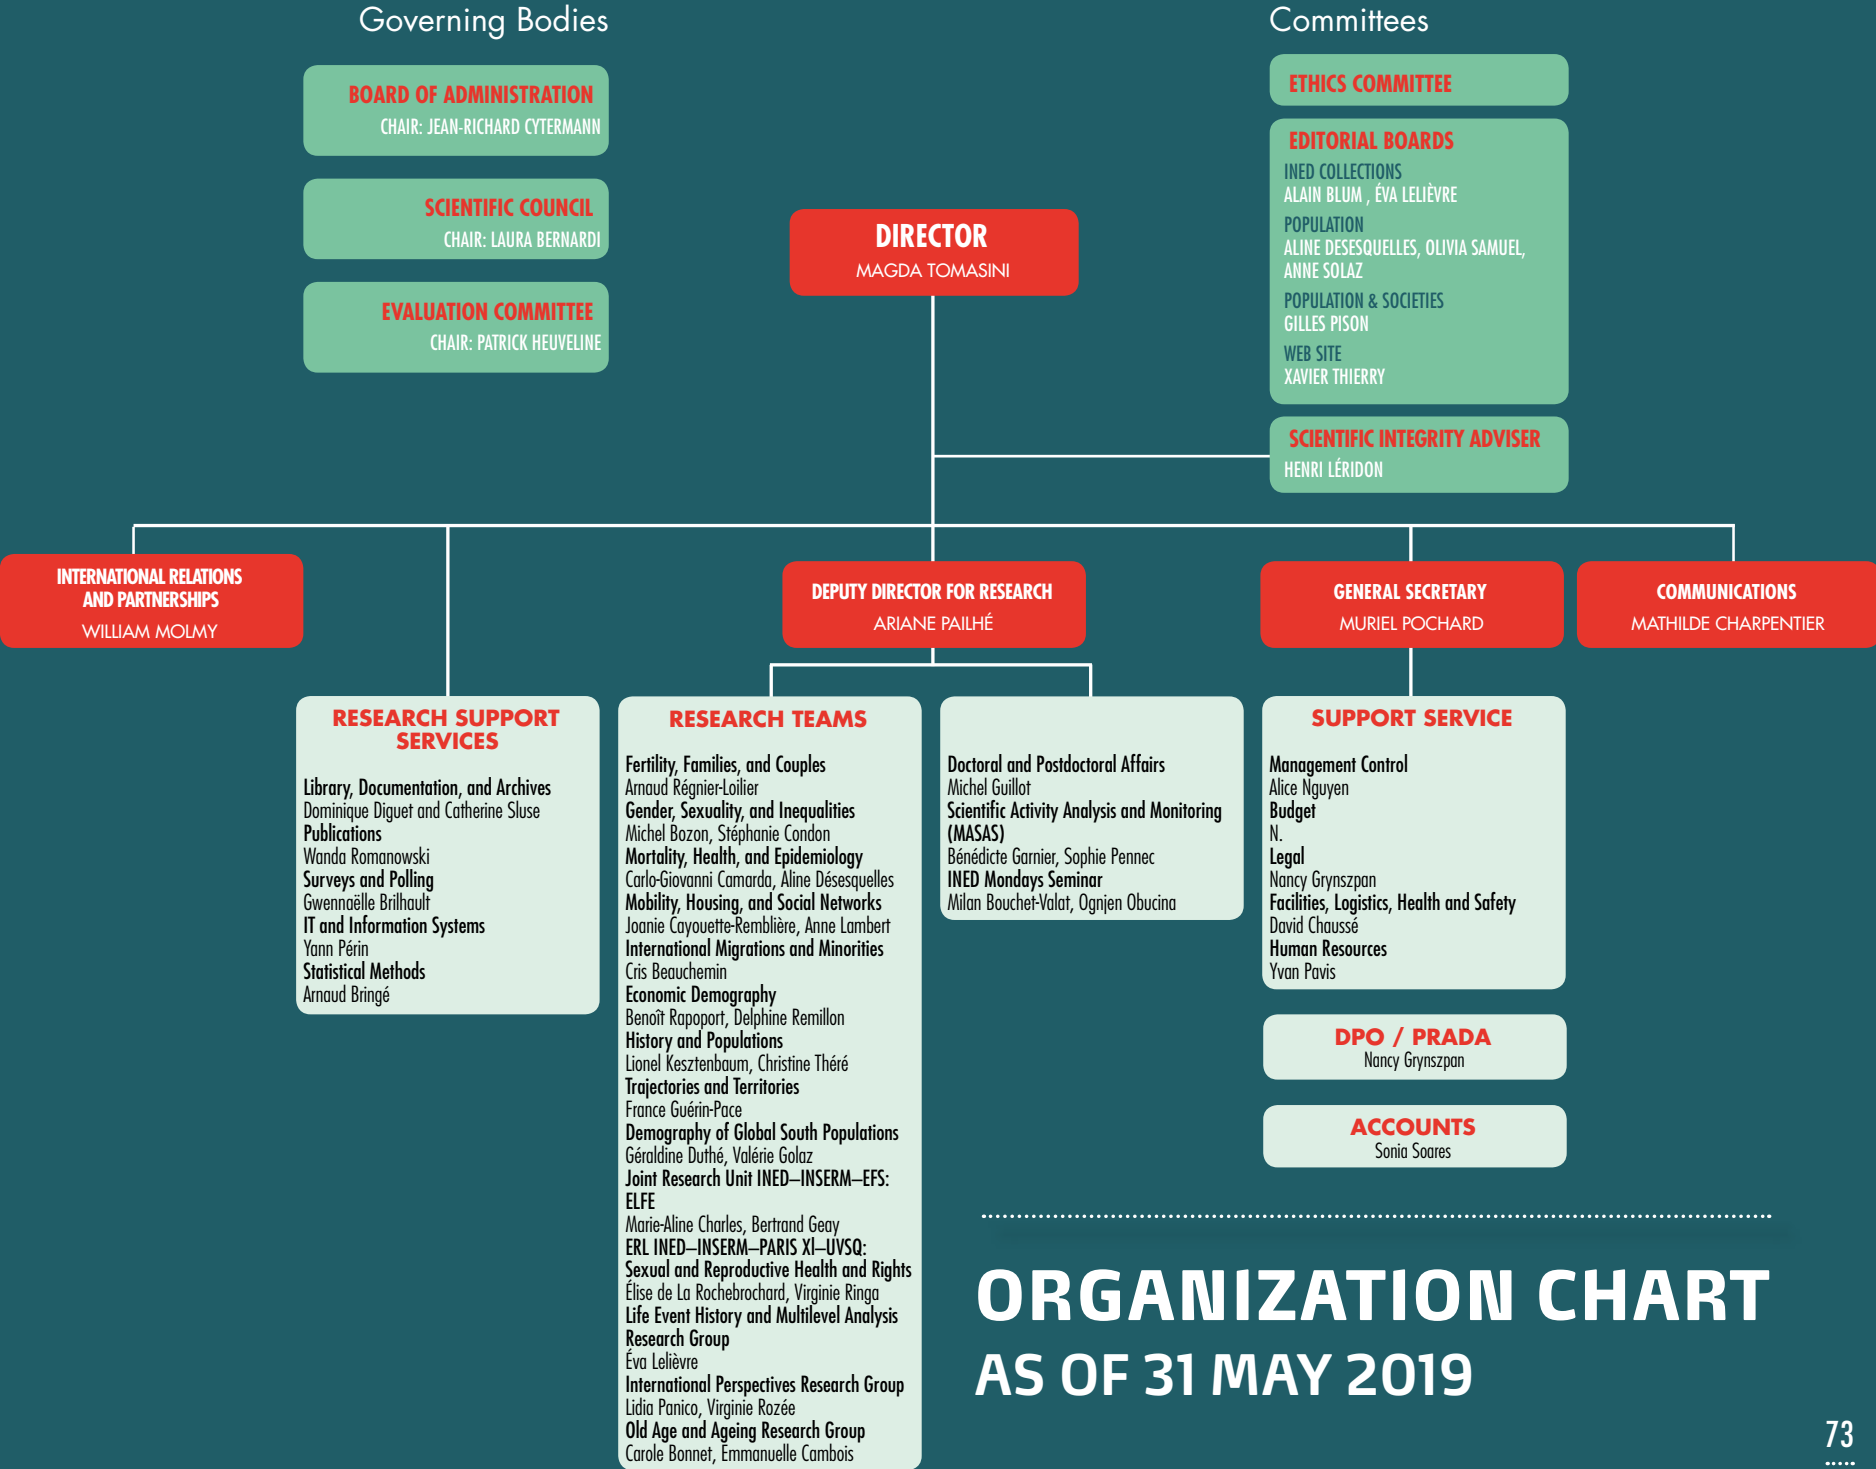 Governing Bodies
BOARD OF ADMINISTRATION
CHAIR: JEAN-RICHARD CYTERMANN
SCIENTIFIC COUNCIL
CHAIR: LAURA BERNARDI
EVALUATION COMMITTEE
CHAIR: PATRICK HEUVELINE
Committees
ETHICS COMMITTEE
EDITORIAL BOARDS
INED COLLECTIONS
ALAIN BLUM , ÉVA LELIÈVRE
POPULATION
ALINE DESESQUELLES, OLIVIA SAMUEL,
ANNE SOLAZ
POPULATION & SOCIETIES
GILLES PISON
WEB SITE
XAVIER THIERRY
SCIENTIFIC INTEGRITY ADVISER
HENRI LÉRIDON
DIRECTOR
MAGDA TOMASINI
INTERNATIONAL RELATIONS
AND PARTNERSHIPS
WILLIAM MOLMY
DEPUTY DIRECTOR FOR RESEARCH
ARIANE PAILHÉ
GENERAL SECRETARY
MURIEL POCHARD
COMMUNICATIONS
MATHILDE CHARPENTIER
RESEARCH SUPPORT
SERVICES
Library, Documentation, and Archives
Dominique Diguet and Catherine Sluse
Publications
Wanda Romanowski
Surveys and Polling
Gwennaëlle Brilhault
IT and Information Systems
Yann Périn
Statistical Methods
Arnaud Bringé
RESEARCH TEAMS
Fertility, Families, and Couples
Arnaud Régnier-Loilier
Gender, Sexuality, and Inequalities
Michel Bozon, Stéphanie Condon
Mortality, Health, and Epidemiology
Carlo-Giovanni Camarda, Aline Désesquelles
Mobility, Housing, and Social Networks
Joanie Cayouette-Remblière, Anne Lambert
International Migrations and Minorities
Cris Beauchemin
Economic Demography
Benoît Rapoport, Delphine Remillon
History and Populations
Lionel Kesztenbaum, Christine Théré
Trajectories and Territories
France Guérin-Pace
Demography of Global South Populations
Géraldine Duthé, Valérie Golaz
Joint Research Unit INED–INSERM–EFS:
ELFE
Marie-Aline Charles, Bertrand Geay
ERL INED–INSERM–PARIS Xl–UVSQ:
Sexual and Reproductive Health and Rights
Élise de La Rochebrochard, Virginie Ringa
Life Event History and Multilevel Analysis
Research Group
Éva Lelièvre
International Perspectives Research Group
Lidia Panico, Virginie Rozée
Old Age and Ageing Research Group
Carole Bonnet, Emmanuelle Cambois
Doctoral and Postdoctoral Affairs
Michel Guillot
Scientific Activity Analysis and Monitoring
(MASAS)
Bénédicte Garnier, Sophie Pennec
INED Mondays Seminar
Milan Bouchet-Valat, Ognjen Obucina
SUPPORT SERVICE
Management Control
Alice Nguyen
Budget
N.
Legal
Nancy Grynszpan
Facilities, Logistics, Health and Safety
David Chaussé
Human Resources
Yvan Pavis
DPO / PRADA
Nancy Grynszpan
ACCOUNTS
Sonia Soares
ORGANIZATION CHART
AS OF 31 MAY 2019
73